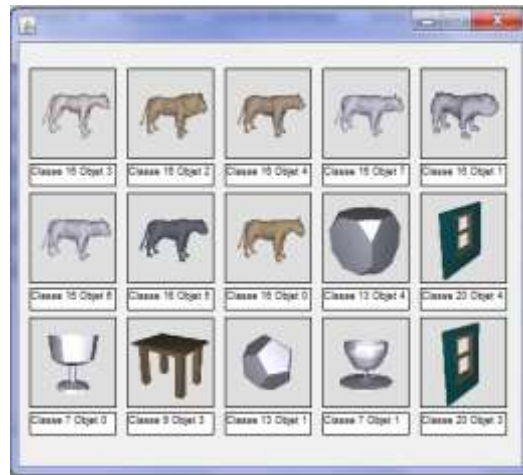 Classe 16 Objet 3
Classe 16 Objet 2
Classe 16 Objet 4
Classe 16 Objet 7
Classe 16 Objet 1
Classe 16 Objet 6
Classe 16 Objet 5
Classe 16 Objet 0
Classe 13 Objet 4
Classe 20 Objet 4
Classe 7 Objet 0
Classe 9 Objet 3
Classe 13 Objet 1
Classe 7 Objet 1
Classe 20 Objet 3